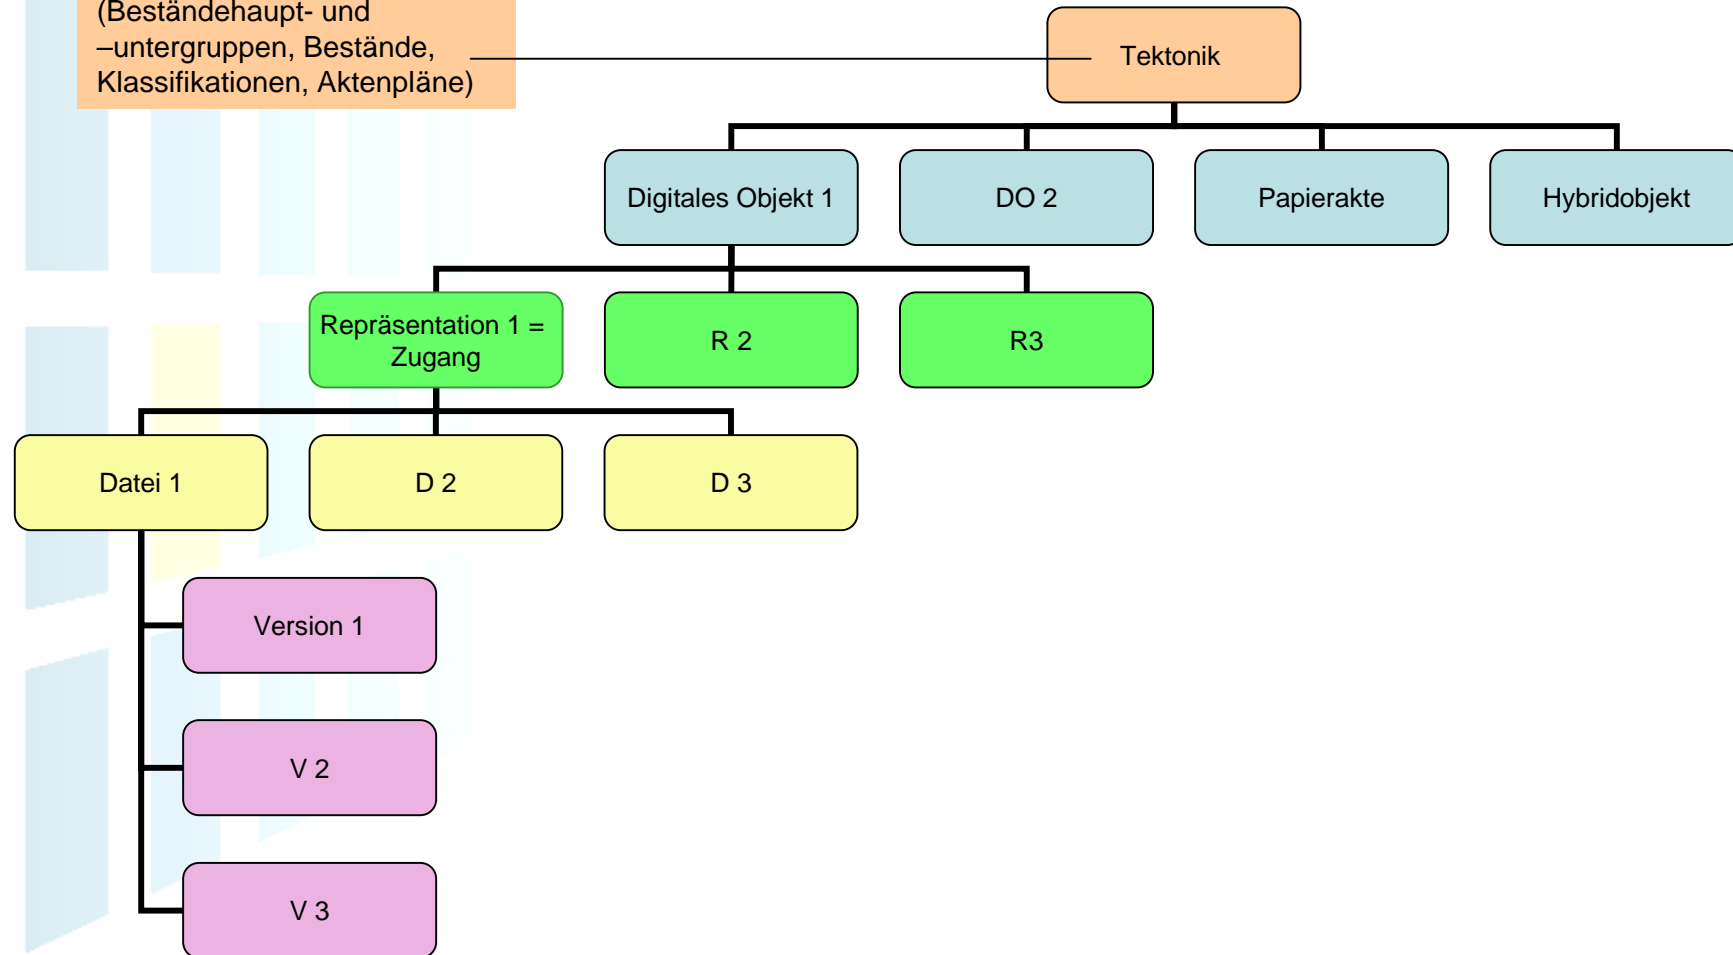 (Beständehaupt- und
–untergruppen, Bestände,
Klassifikationen, Aktenpläne)
Tektonik
Digitales Objekt 1
DO 2
Papierakte
Hybridobjekt
Repräsentation 1 =
Zugang
R 2
R3
Datei 1
D 2
D 3
Version 1
V 2
V 3